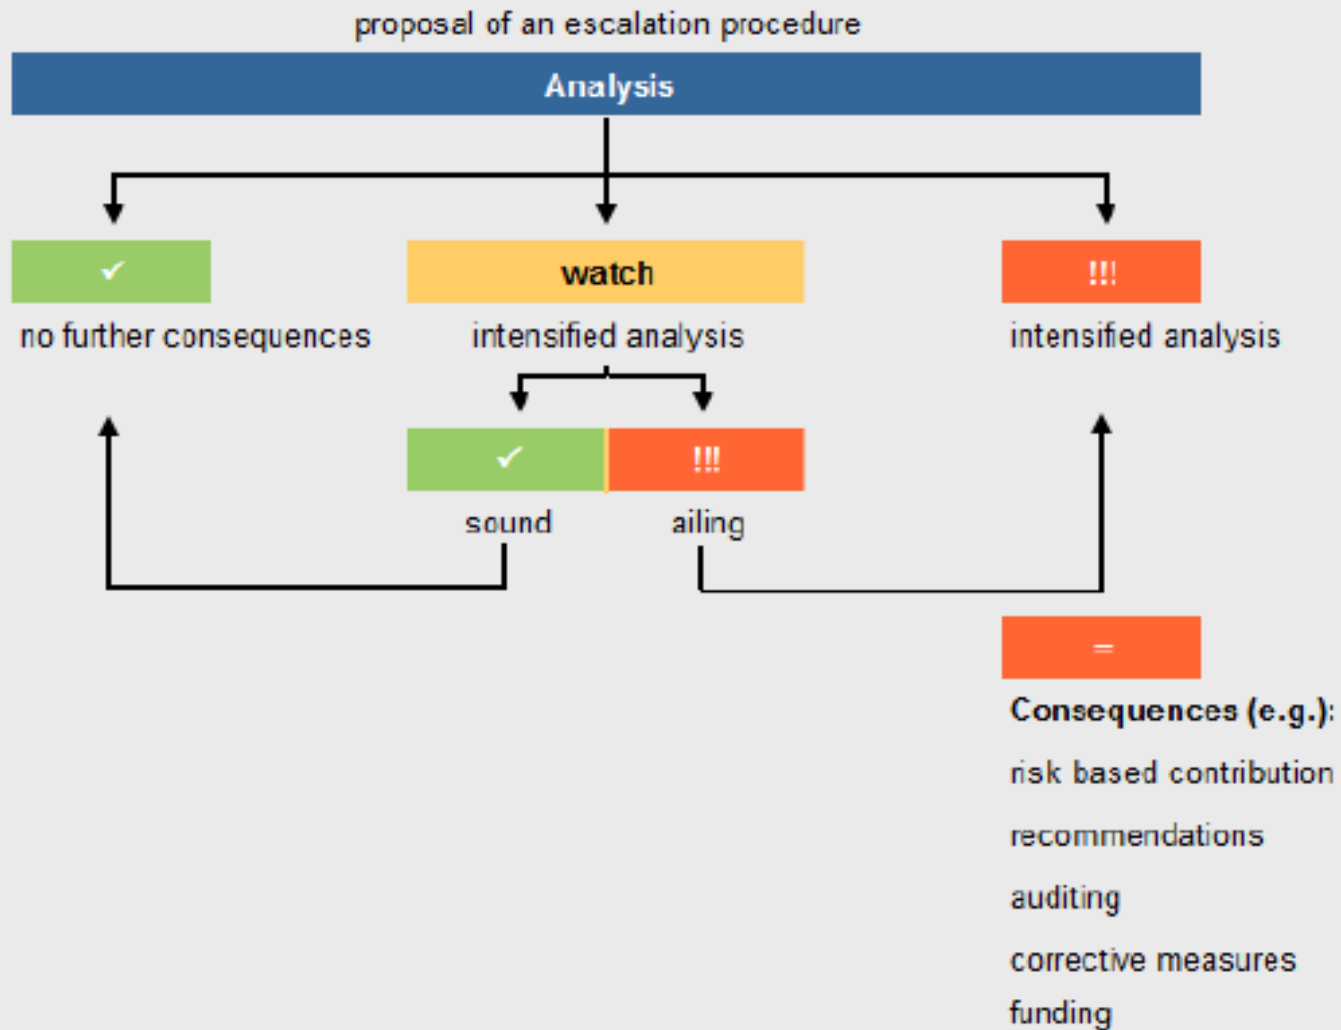 proposal of an escalation procedure
Analysis
✓
watch
!!!
no further consequences
intensified analysis
intensified analysis
✓
!!!
sound
ailing
=
Consequences (e.g.):
risk based contribution
recommendations
auditing
corrective measures
funding